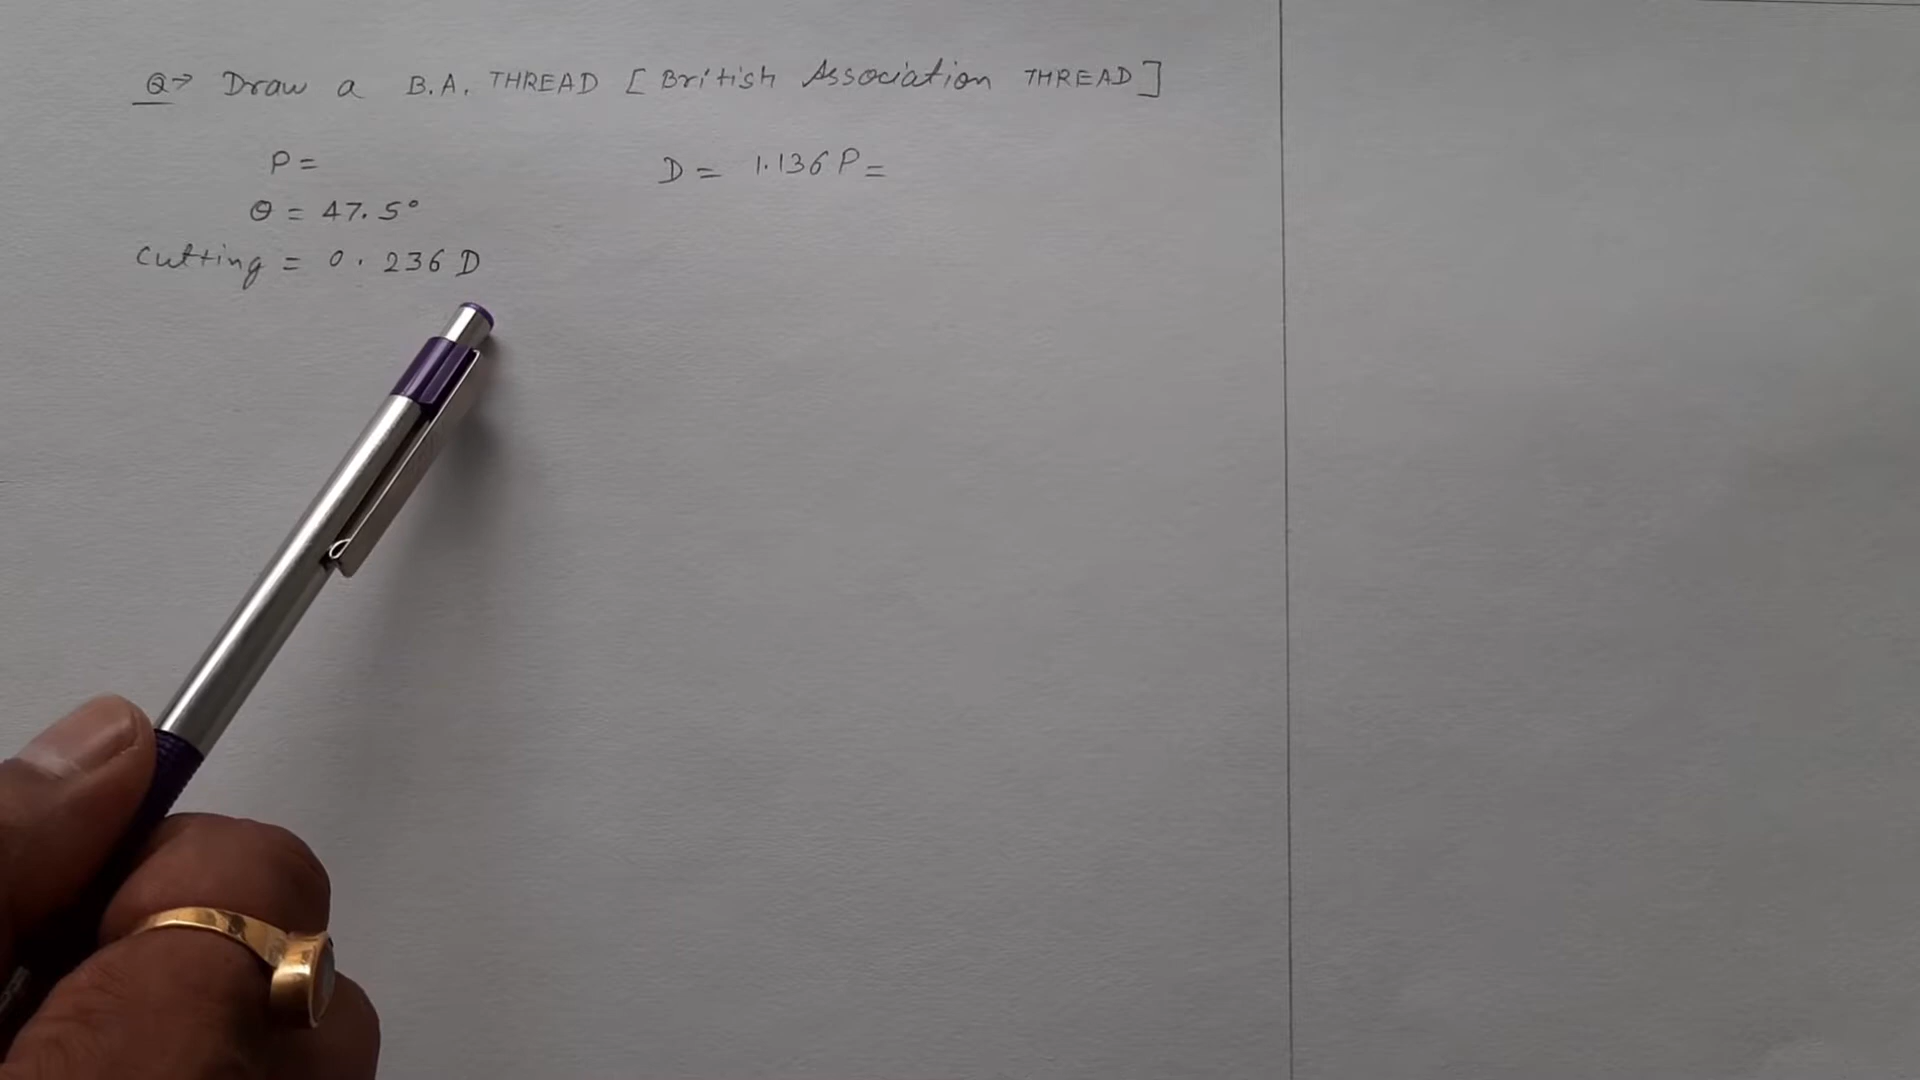 Q→ Draw a B.A. THREAD [British Association THREAD]
P =
D = 1.136 P =
θ = 47.5°
cutting = 0.236 D